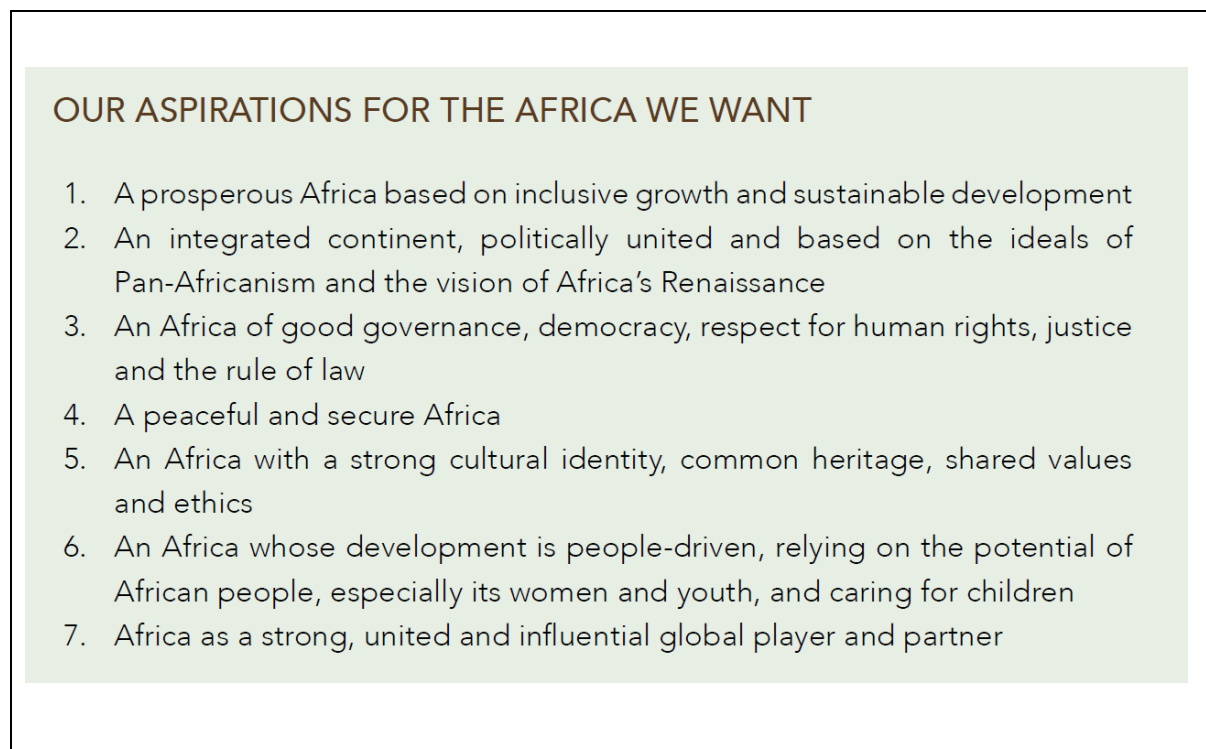 OUR ASPIRATIONS FOR THE AFRICA WE WANT
1. A prosperous Africa based on inclusive growth and sustainable development
2. An integrated continent, politically united and based on the ideals of
Pan-Africanism and the vision of Africa’s Renaissance
3. An Africa of good governance, democracy, respect for human rights, justice
and the rule of law
4. A peaceful and secure Africa
5. An Africa with a strong cultural identity, common heritage, shared values
and ethics
6. An Africa whose development is people-driven, relying on the potential of
African people, especially its women and youth, and caring for children
7. Africa as a strong, united and influential global player and partner